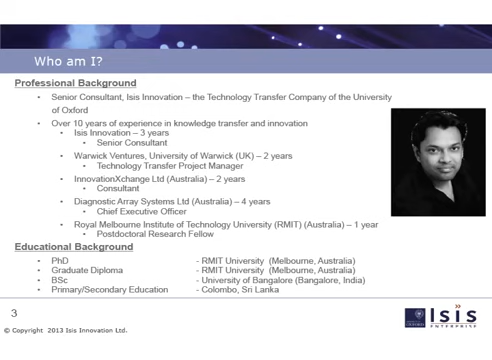 Who am I?
Professional Background
• Senior Consultant, Isis Innovation – the Technology Transfer Company of the University
of Oxford
• Over 10 years of experience in knowledge transfer and innovation
• Isis Innovation – 3 years
• Senior Consultant
• Warwick Ventures, University of Warwick (UK) – 2 years
• Technology Transfer Project Manager
• InnovationXchange Ltd (Australia) – 2 years
• Consultant
• Diagnostic Array Systems Ltd (Australia) – 4 years
• Chief Executive Officer
• Royal Melbourne Institute of Technology University (RMIT) (Australia) – 1 year
• Postdoctoral Research Fellow
Educational Background
• PhD - RMIT University (Melbourne, Australia)
• Graduate Diploma - RMIT University (Melbourne, Australia)
• BSc - University of Bangalore (Bangalore, India)
• Primary/Secondary Education - Colombo, Sri Lanka
3
© Copyright 2013 Isis Innovation Ltd.
Isis
ENTERPRISE